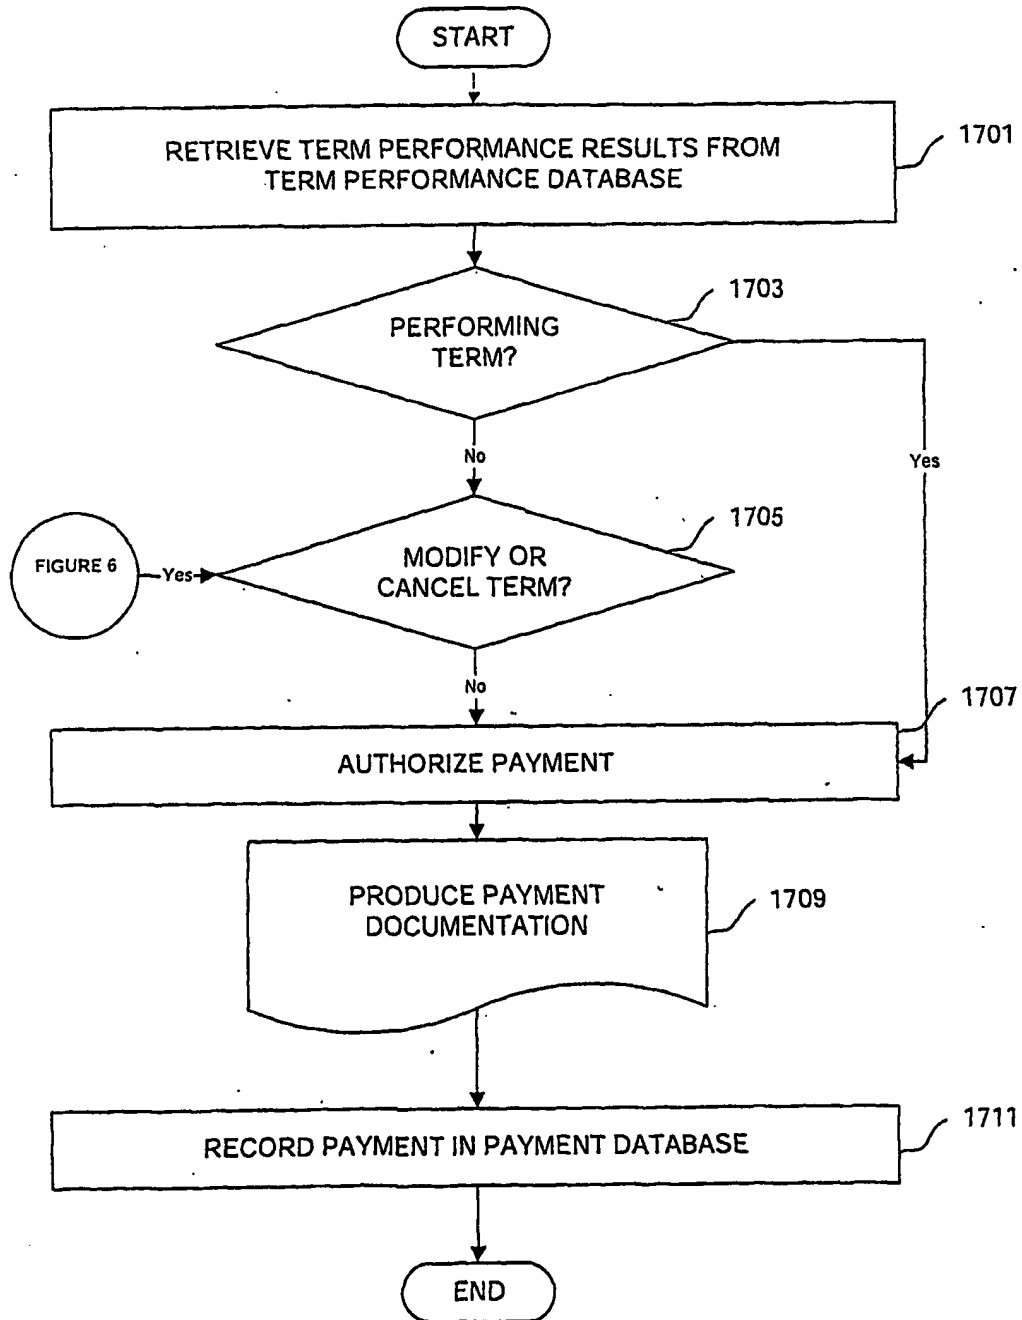 START
RETRIEVE TERM PERFORMANCE RESULTS FROM
TERM PERFORMANCE DATABASE
1701
1703
PERFORMING
TERM?
No
Yes
1705
FIGURE 6
Yes
MODIFY OR
CANCEL TERM?
No
1707
AUTHORIZE PAYMENT
PRODUCE PAYMENT
DOCUMENTATION
1709
1711
RECORD PAYMENT IN PAYMENT DATABASE
END